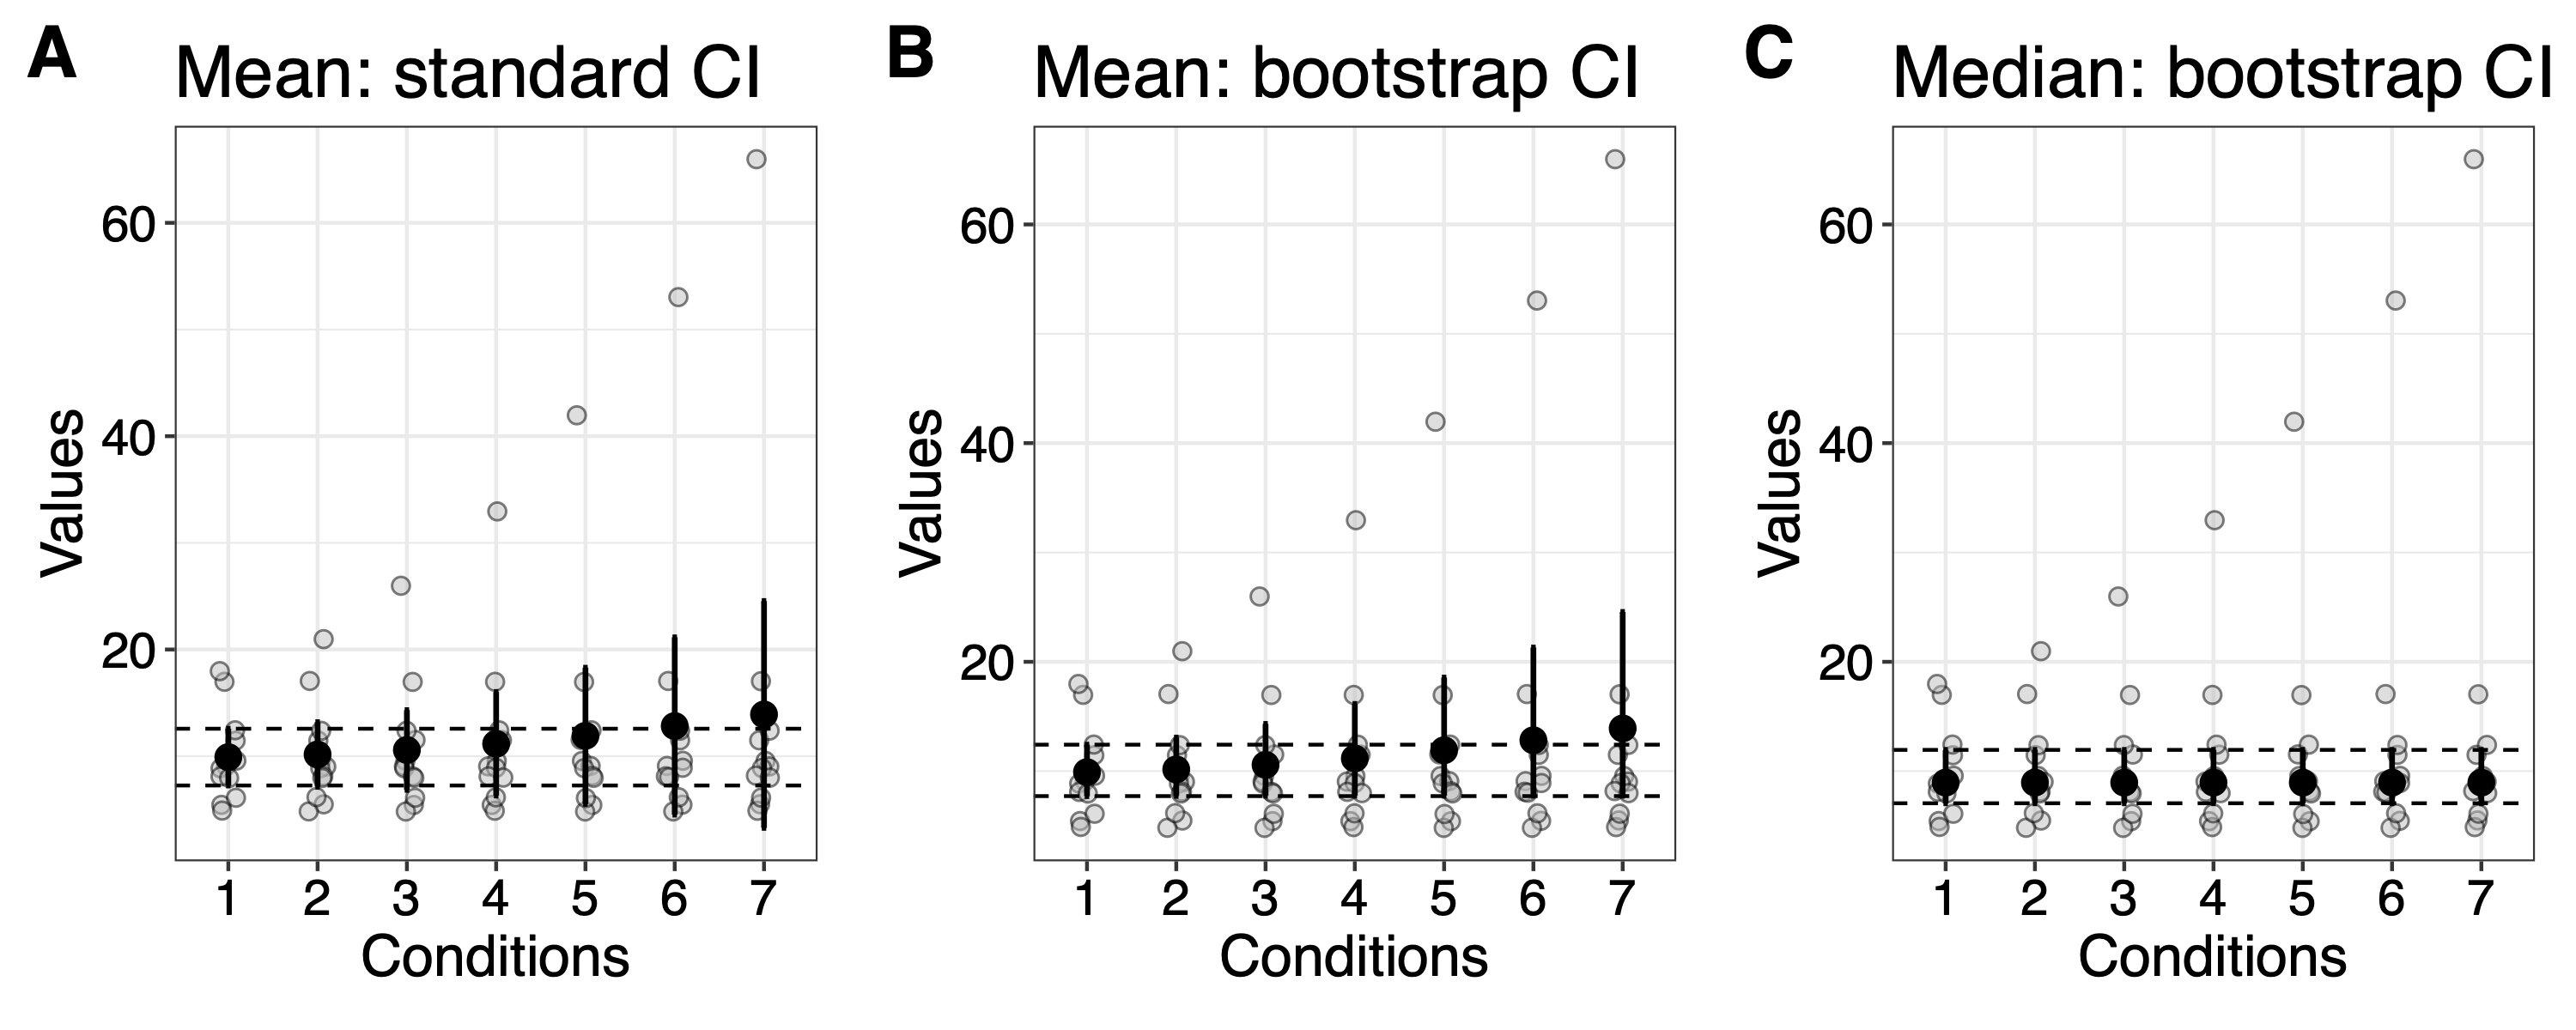 A Mean: standard CI
60
40
20
Values
1 2 3 4 5 6 7
Conditions
B Mean: bootstrap CI
60
40
20
Values
1 2 3 4 5 6 7
Conditions
C Median: bootstrap CI
60
40
20
Values
1 2 3 4 5 6 7
Conditions